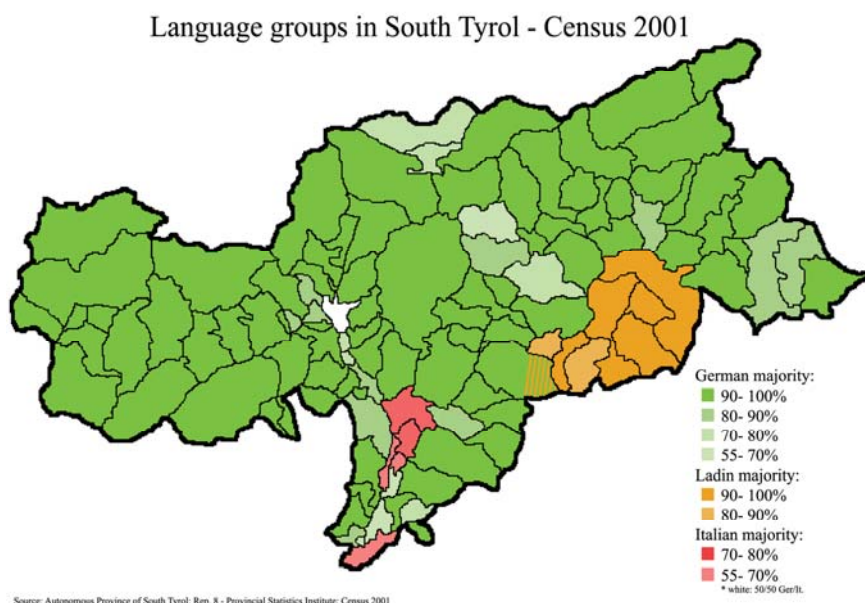 Language groups in South Tyrol - Census 2001
German majority:
90- 100%
80- 90%
70- 80%
55- 70%
Ladin majority:
90- 100%
80- 90%
Italian majority:
70- 80%
55- 70%
* white: 50/50 Ger/It.
Source: Autonomous Province of South Tyrol: Rep. 8 - Provincial Statistics Institute: Census 2001